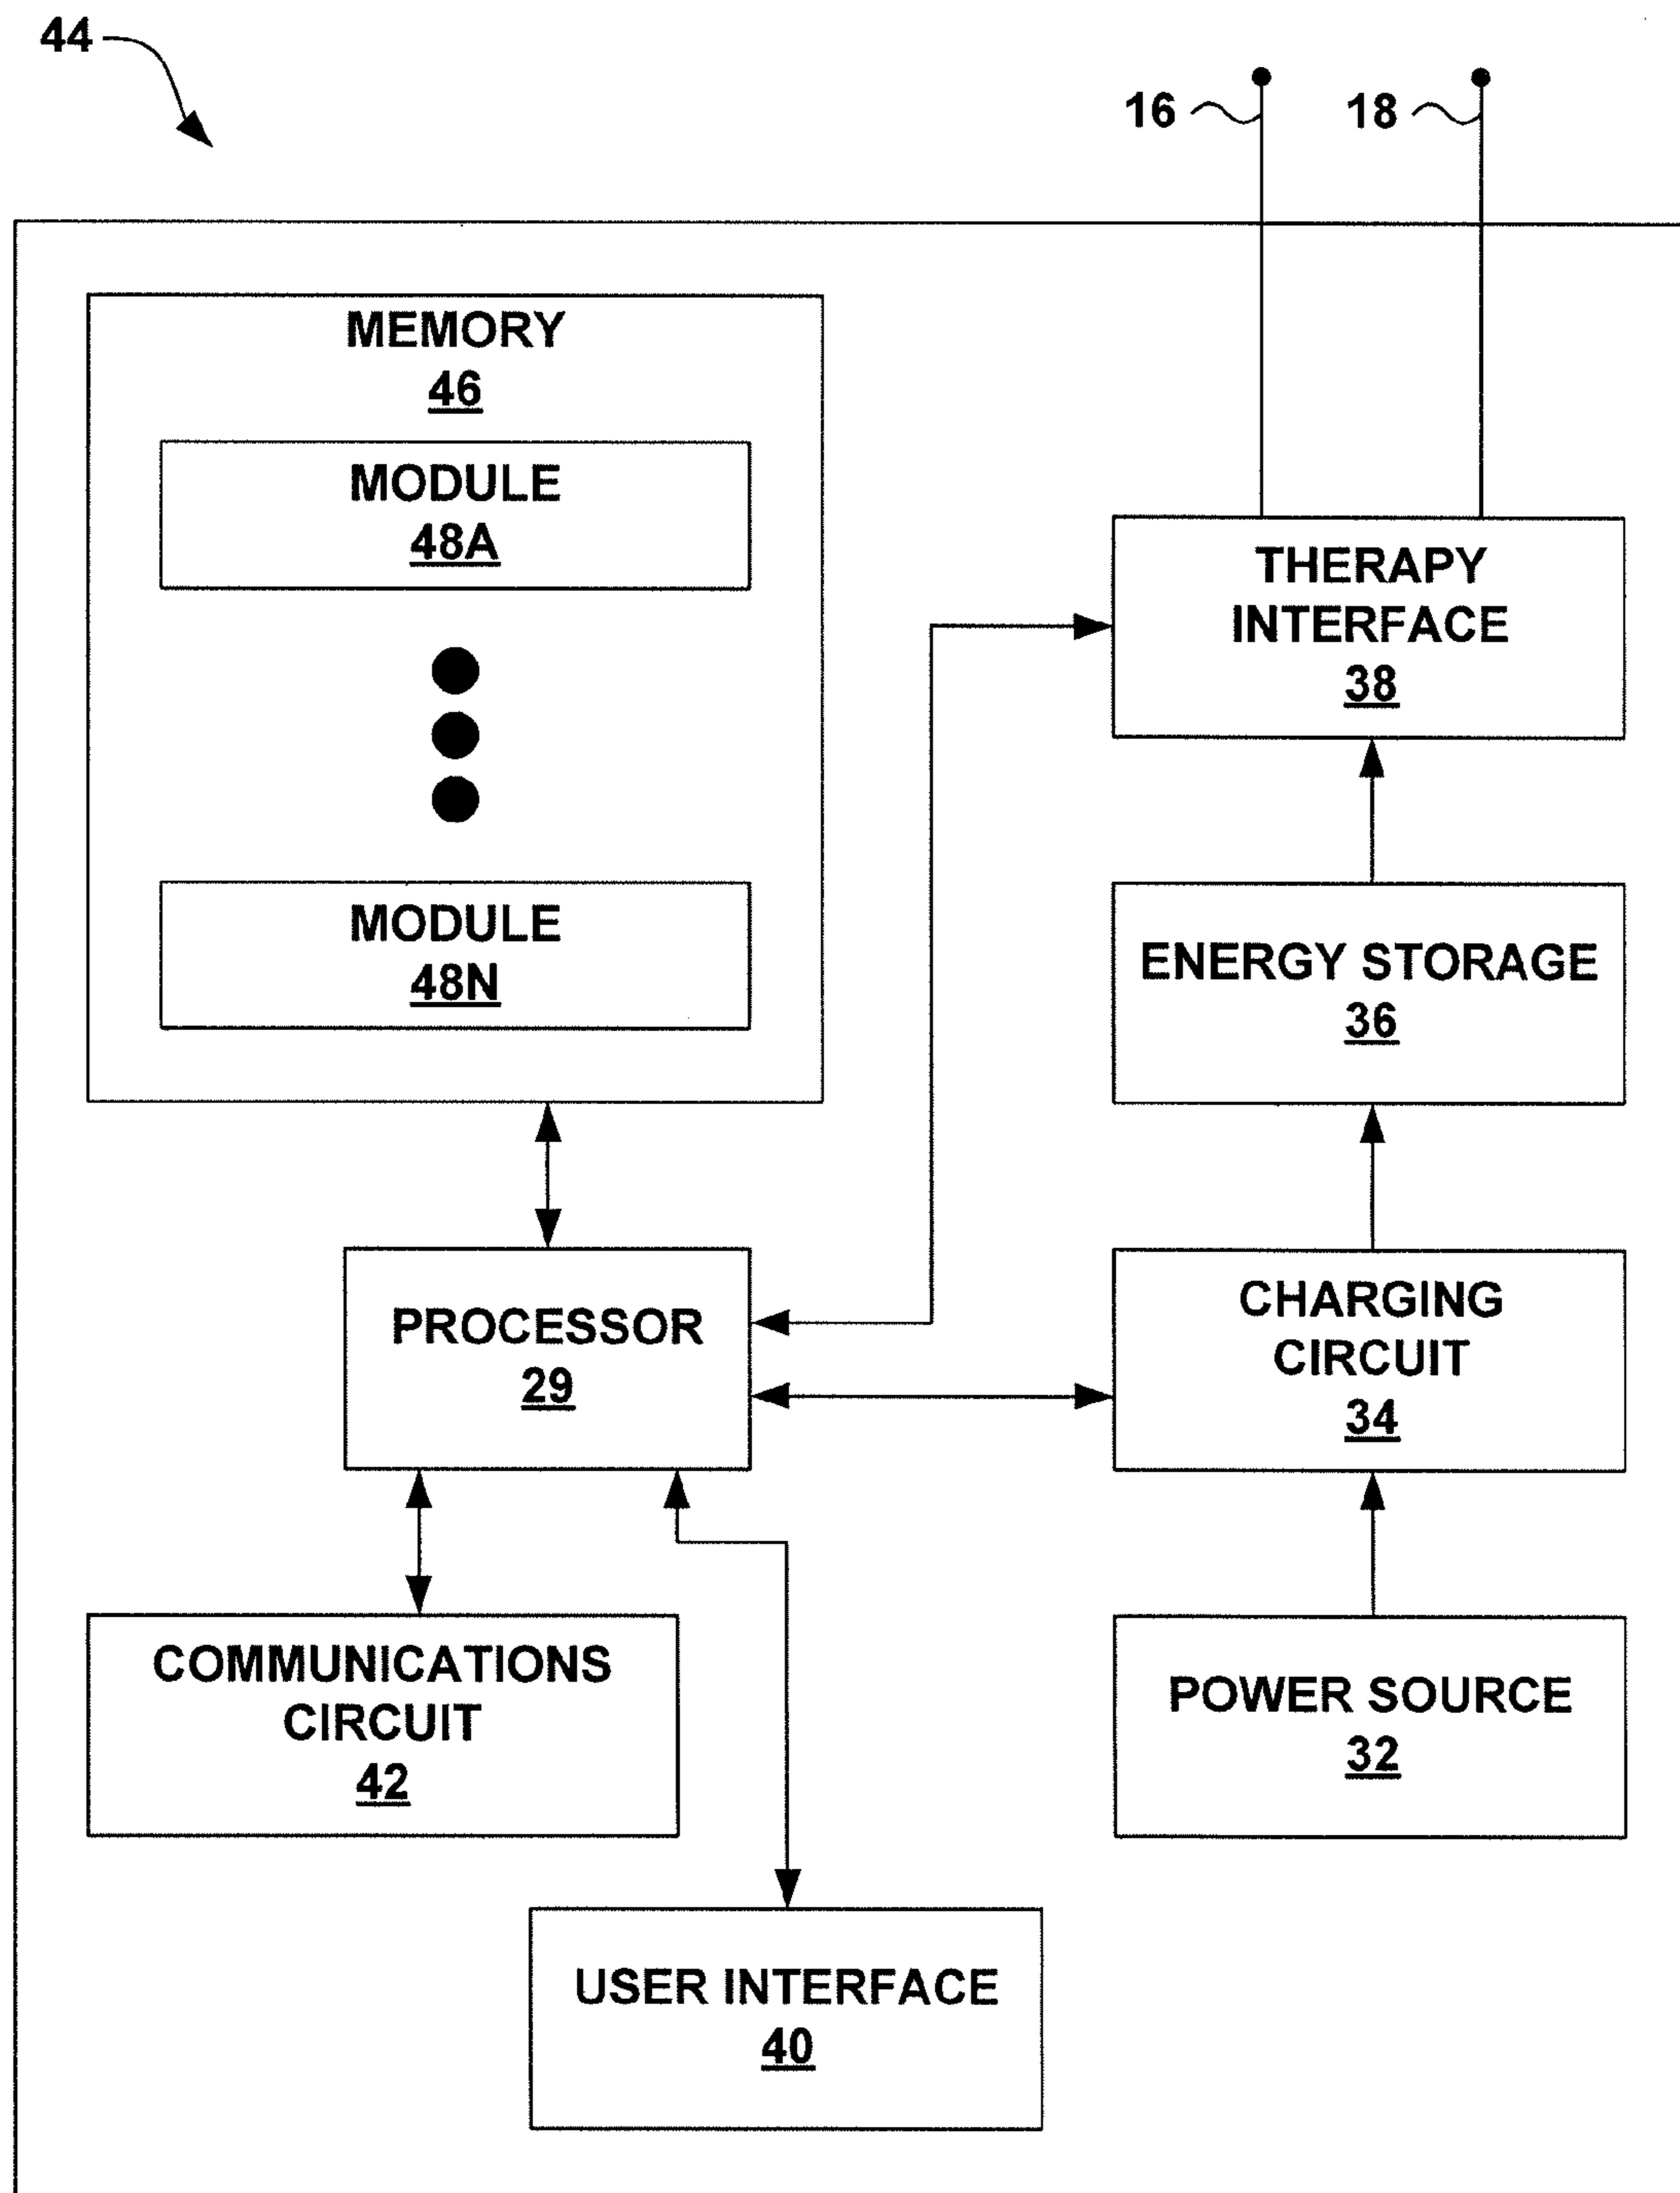 44
16
18
MEMORY
46
MODULE
48A
MODULE
48N
THERAPY
INTERFACE
38
ENERGY STORAGE
36
PROCESSOR
29
CHARGING
CIRCUIT
34
COMMUNICATIONS
CIRCUIT
42
POWER SOURCE
32
USER INTERFACE
40